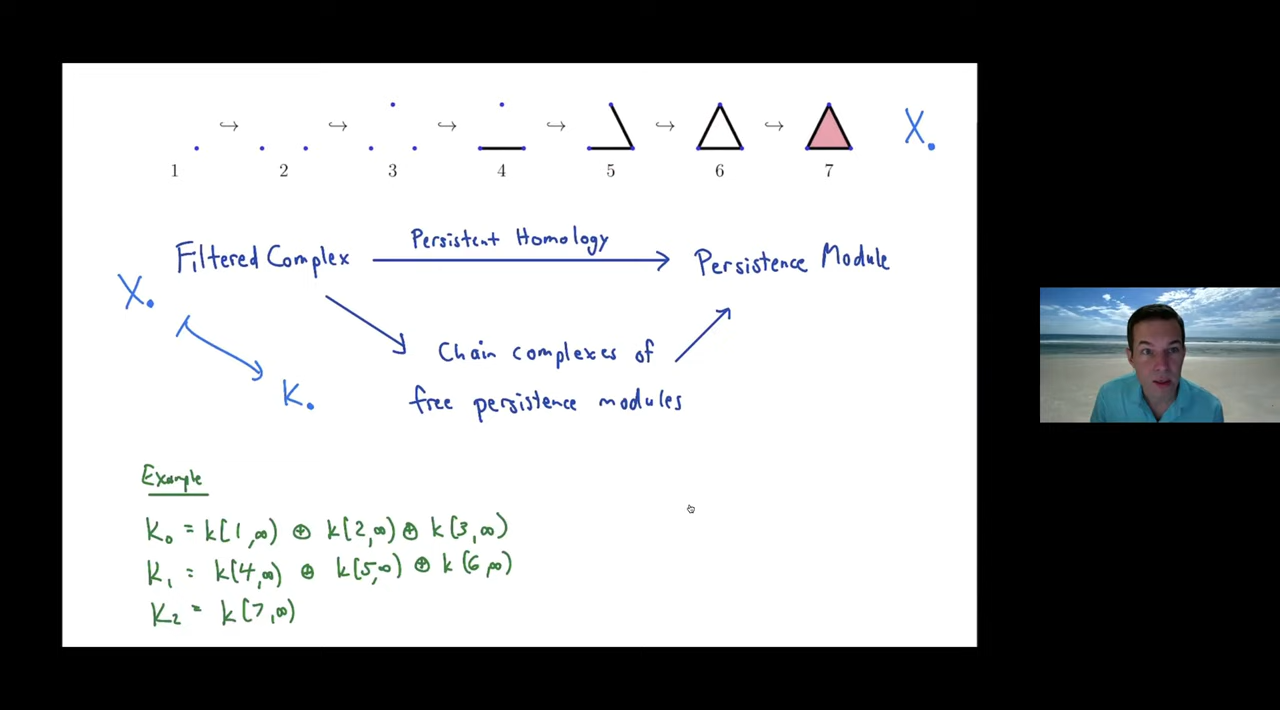 ↪ ↪ ↪ ↪ ↪ ↪ X.
1 2 3 4 5 6 7
Persistent Homology
Filtered Complex → Persistence Module
X.
Chain complexes of
K. free persistence modules
Example
K₀ = k[1,∞) ⊕ k[2,∞) ⊕ k[3,∞)
K₁ = k[4,∞) ⊕ k[5,∞) ⊕ k[6,∞)
K₂ = k[7,∞)